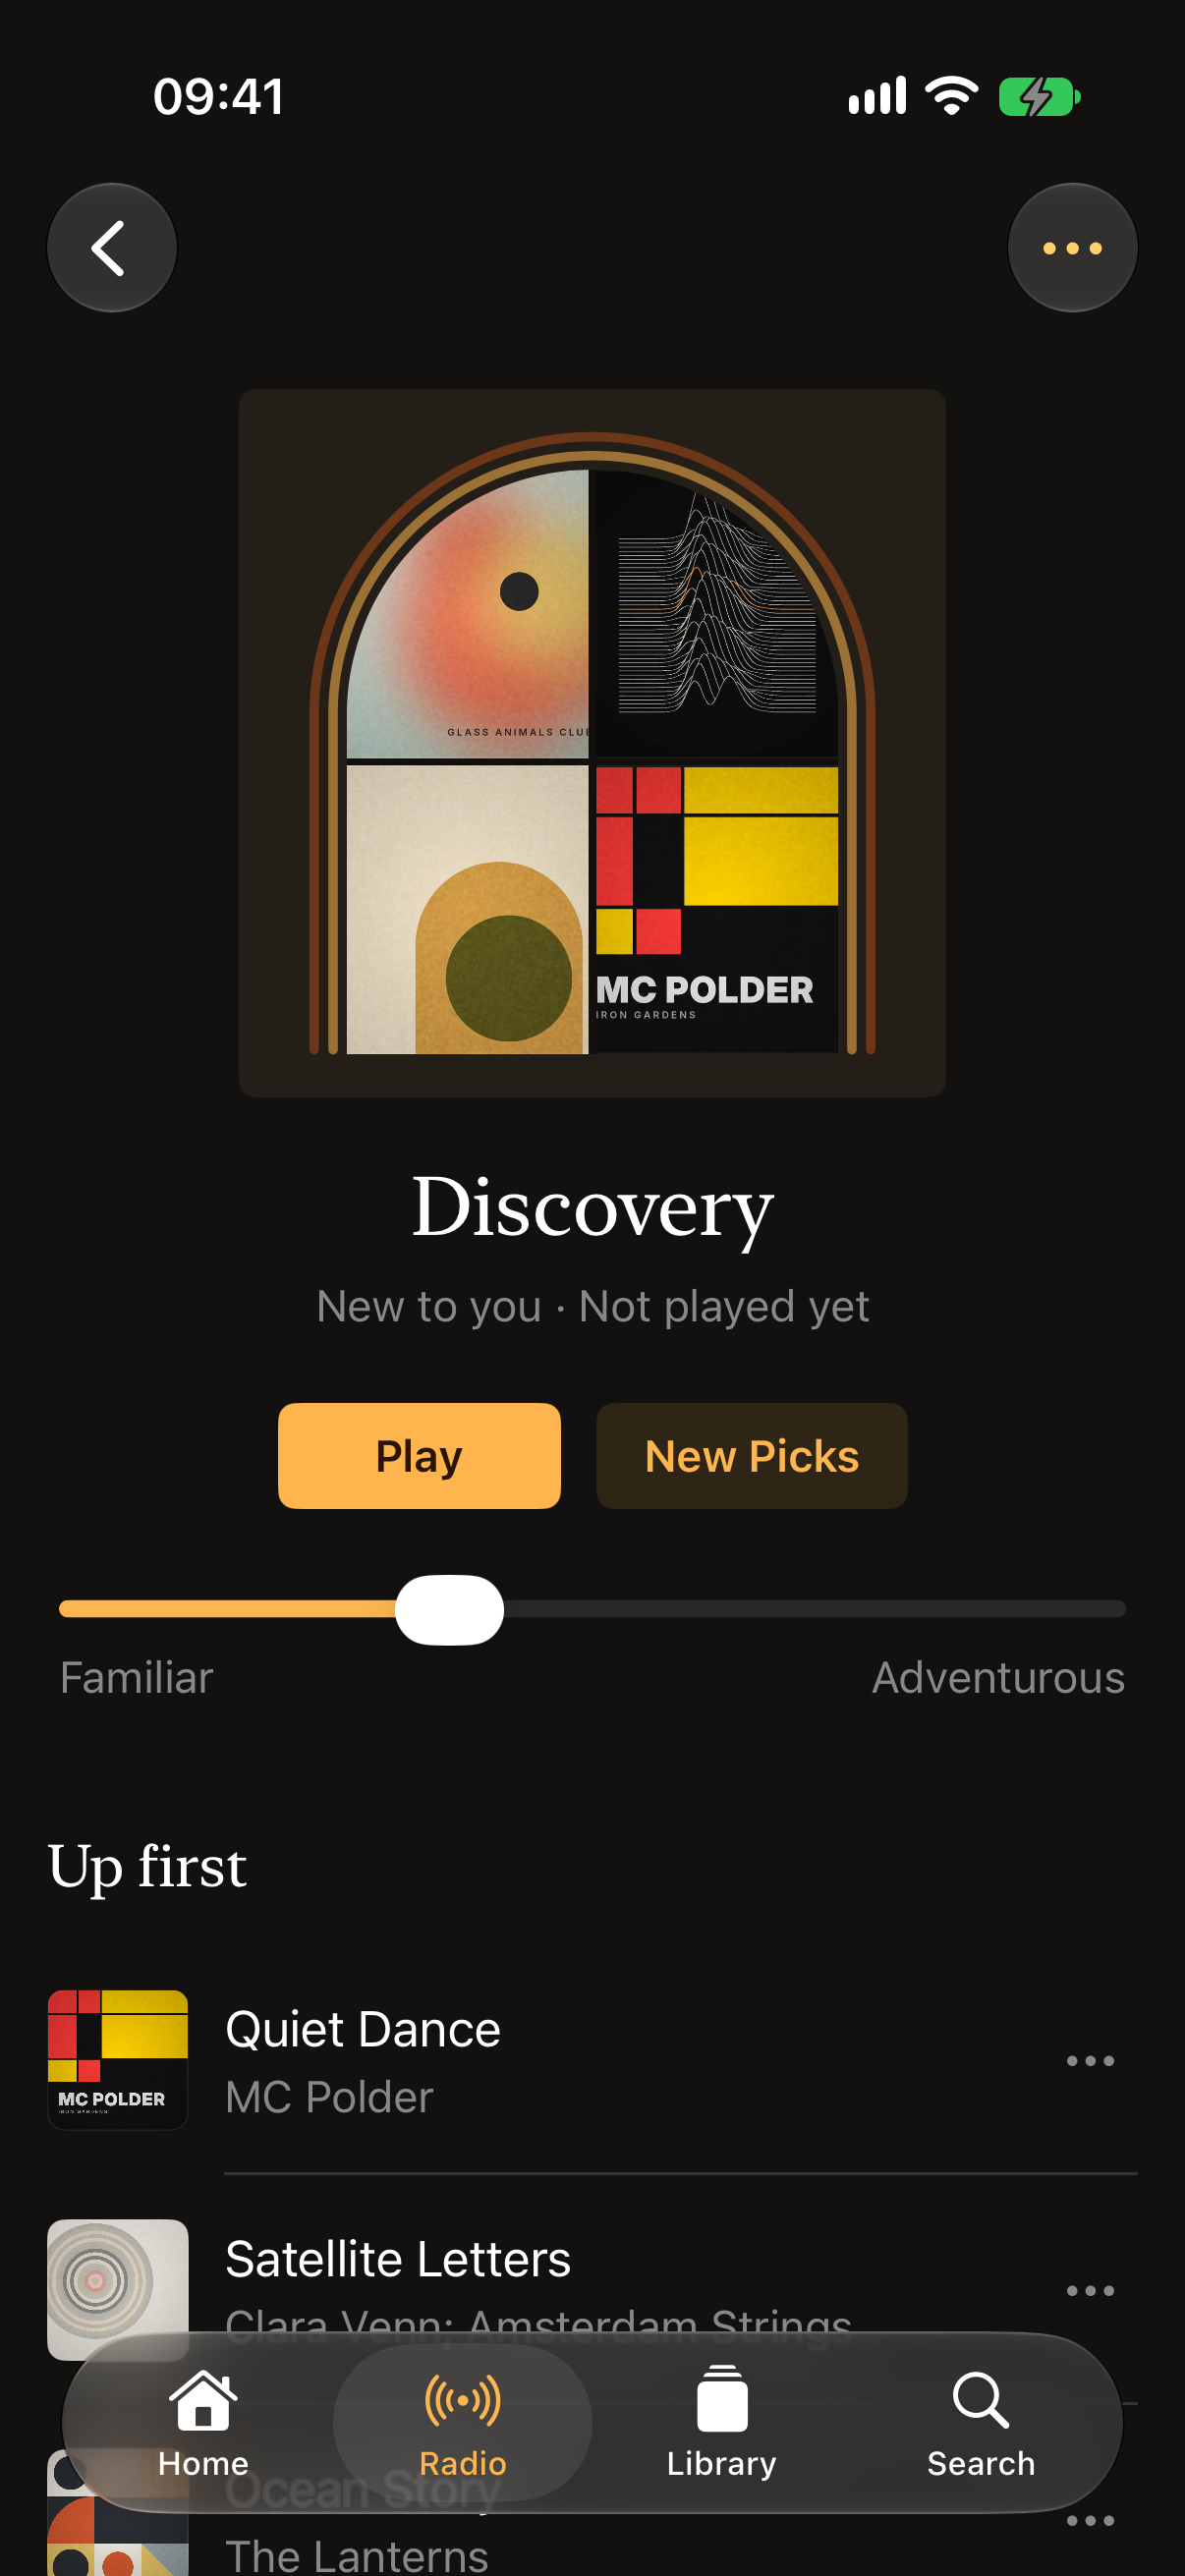 09:41
GLASS ANIMALS CLUB
MC POLDER
IRON GARDENS
Discovery
New to you · Not played yet
Play
New Picks
Familiar
Adventurous
Up first
MC POLDER
IRON GARDENS
Quiet Dance
MC Polder
Satellite Letters
Clara Venn; Amsterdam Strings
Ocean Story
The Lanterns
Home
Radio
Library
Search